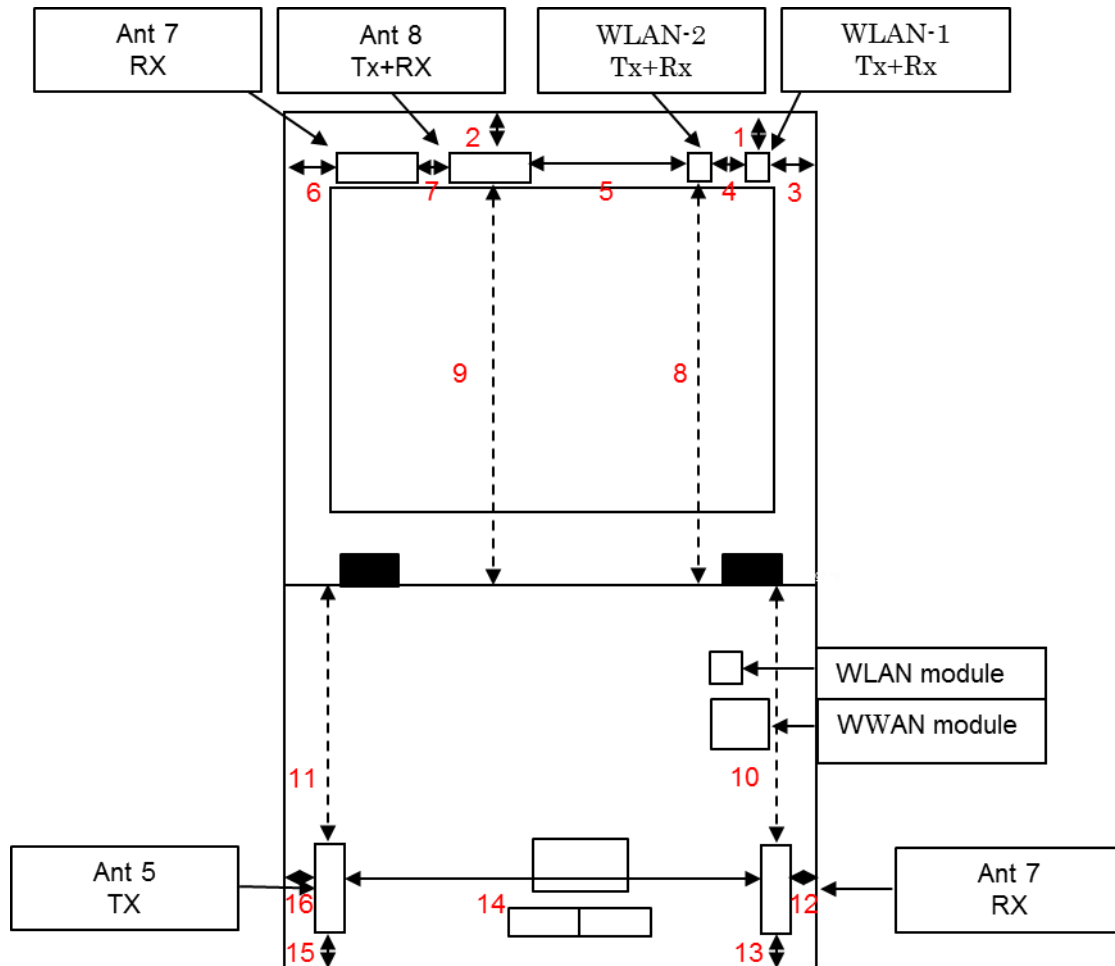 Ant 7
RX
Ant 8
Tx+RX
WLAN-2
Tx+Rx
WLAN-1
Tx+Rx
2
1
6
7
5
4
3
9
8
WLAN module
WWAN module
11
10
Ant 5
TX
16
14
12
Ant 7
RX
15
13